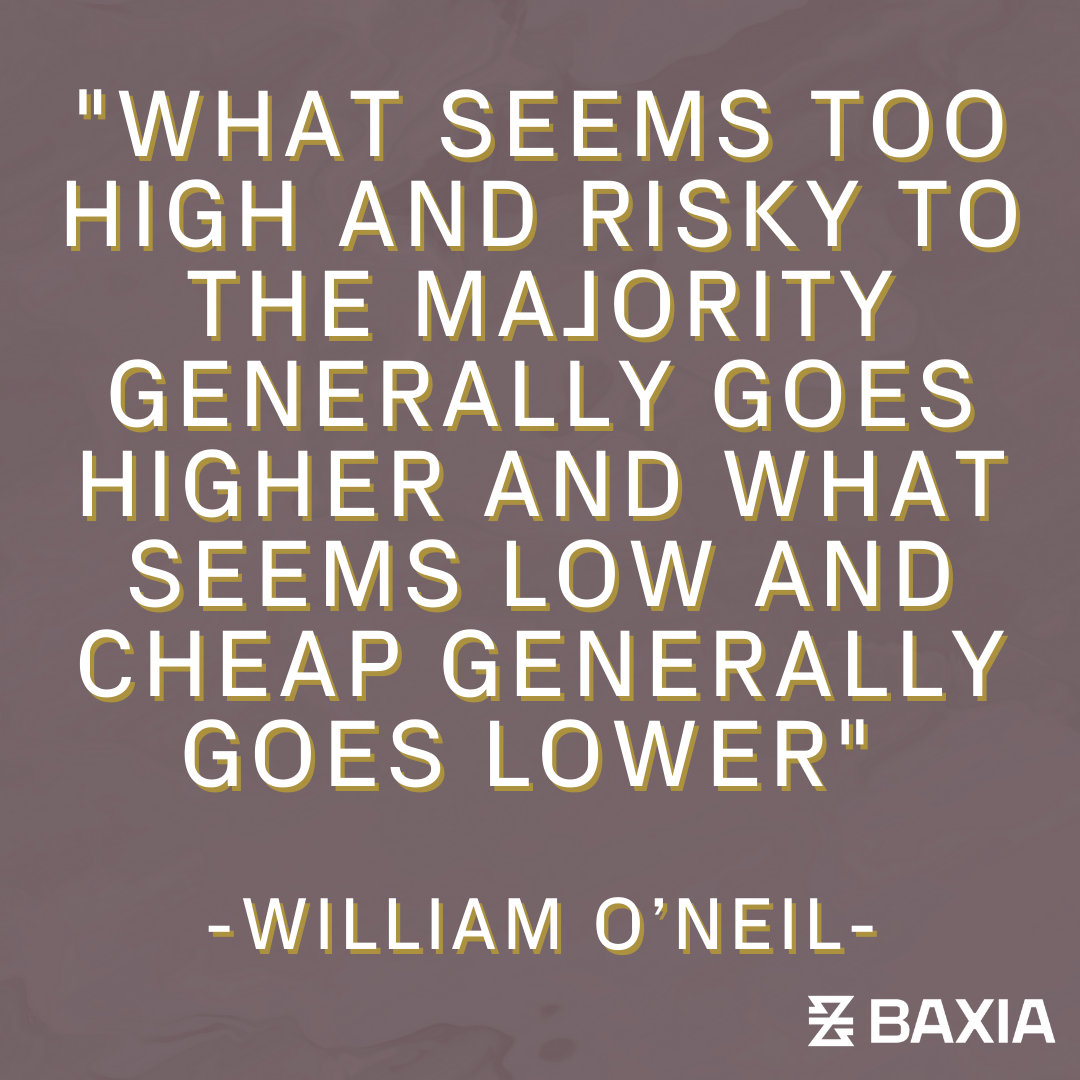 "WHAT SEEMS TOO
HIGH AND RISKY TO
THE MAJORITY
GENERALLY GOES
HIGHER AND WHAT
SEEMS LOW AND
CHEAP GENERALLY
GOES LOWER"
-WILLIAM O’NEIL-
BAXIA